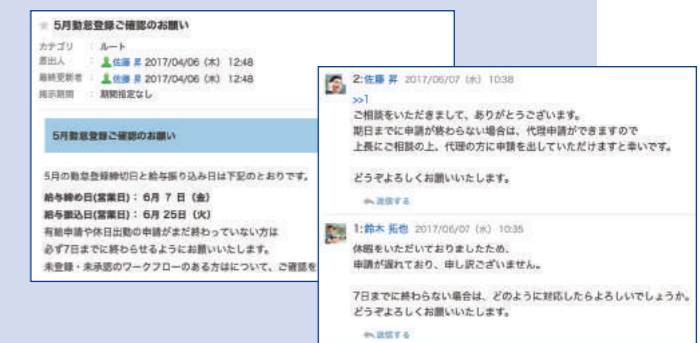 5月勤怠登録ご確認のお願い
カテゴリ : ルート
差出人 : 佐藤 昇 2017/04/06 (木) 12:48
最終更新者 : 佐藤 昇 2017/04/06 (木) 12:48
掲示期間 : 期間指定なし
5月勤怠登録ご確認のお願い
5月の勤怠登録締切日と給与振り込み日は下記のとおりです。
給与締め日(営業日)： 6月 7 日 (金)
給与振込日(営業日)： 6月 25日 (火)
有給申請や休日出勤の申請がまだ終わっていない方は
必ず7日までに終わらせるようにお願いいたします。
未登録・未承認のワークフローのある方はについて、ご確認を
2:佐藤 昇 2017/06/07 (水) 10:38
>>1
ご相談をいただきまして、ありがとうございます。
期日までに申請が終わらない場合は、代理申請ができますので
上長にご相談の上、代理の方に申請を出していただけますと幸いです。
どうぞよろしくお願いいたします。
返信する
1:鈴木 拓也 2017/06/07 (水) 10:35
休暇をいただいておりましたため、
申請が遅れており、申し訳ございません。
7日までに終わらない場合は、どのように対応したらよろしいでしょうか。
どうぞよろしくお願いいたします。
返信する